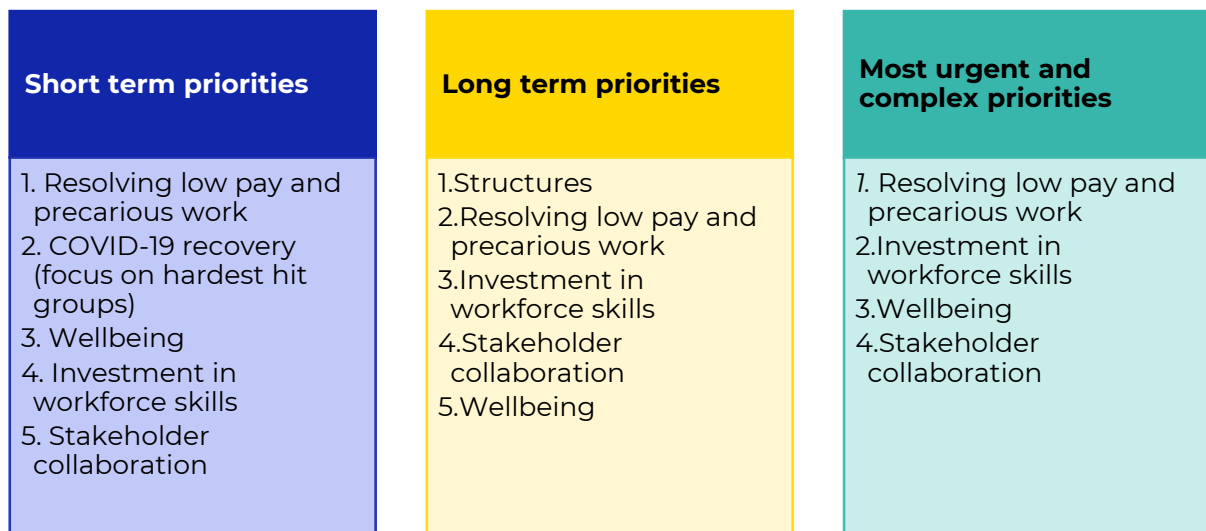 Short term priorities
1. Resolving low pay and
precarious work
2. COVID-19 recovery
(focus on hardest hit
groups)
3. Wellbeing
4. Investment in
workforce skills
5. Stakeholder
collaboration
Long term priorities
1.Structures
2.Resolving low pay and
precarious work
3.Investment in
workforce skills
4.Stakeholder
collaboration
5.Wellbeing
Most urgent and
complex priorities
1. Resolving low pay and
precarious work
2.Investment in
workforce skills
3.Wellbeing
4.Stakeholder
collaboration